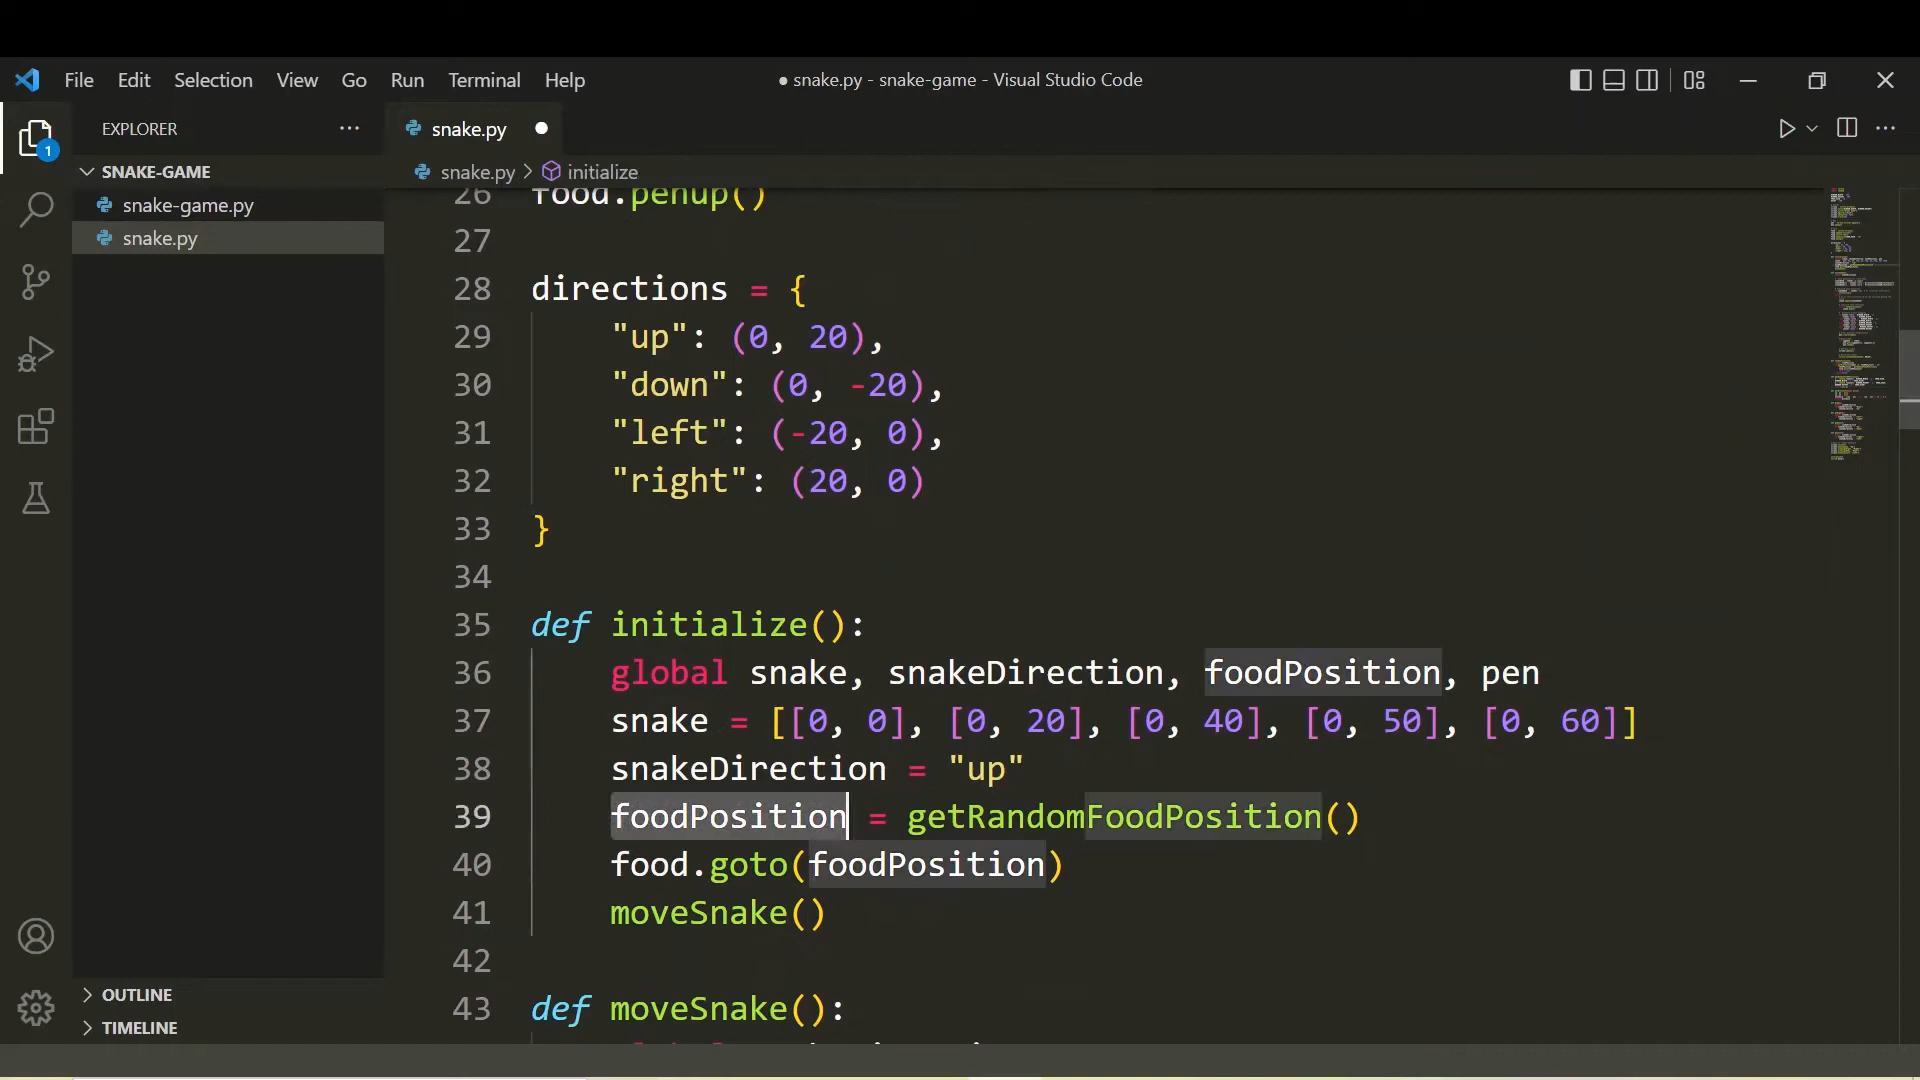 File Edit Selection View Go Run Terminal Help
● snake.py - snake-game - Visual Studio Code
EXPLORER
1
SNAKE-GAME
snake-game.py
snake.py
OUTLINE
TIMELINE
snake.py
snake.py > initialize
26 food.penup()
27
28 directions = {
29 "up": (0, 20),
30 "down": (0, -20),
31 "left": (-20, 0),
32 "right": (20, 0)
33 }
34
35 def initialize():
36 global snake, snakeDirection, foodPosition, pen
37 snake = [[0, 0], [0, 20], [0, 40], [0, 50], [0, 60]]
38 snakeDirection = "up"
39 foodPosition = getRandomFoodPosition()
40 food.goto(foodPosition)
41 moveSnake()
42
43 def moveSnake():